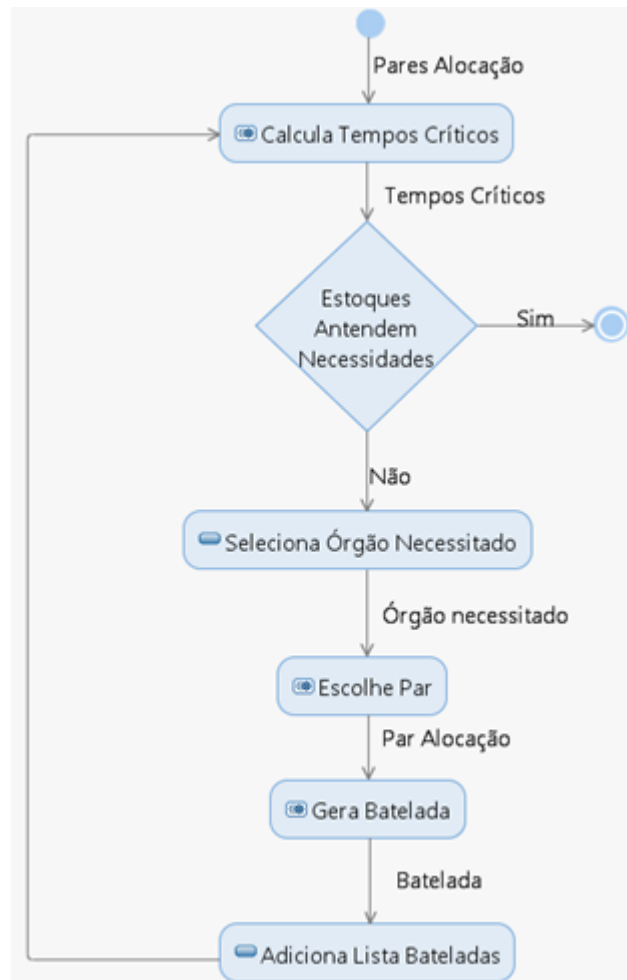 Pares Alocação
Calcula Tempos Críticos
Tempos Críticos
Estoques
Antendem
Necessidades
Sim
Não
Seleciona Órgão Necessitado
Órgão necessitado
Escolhe Par
Par Alocação
Gera Batelada
Batelada
Adiciona Lista Bateladas